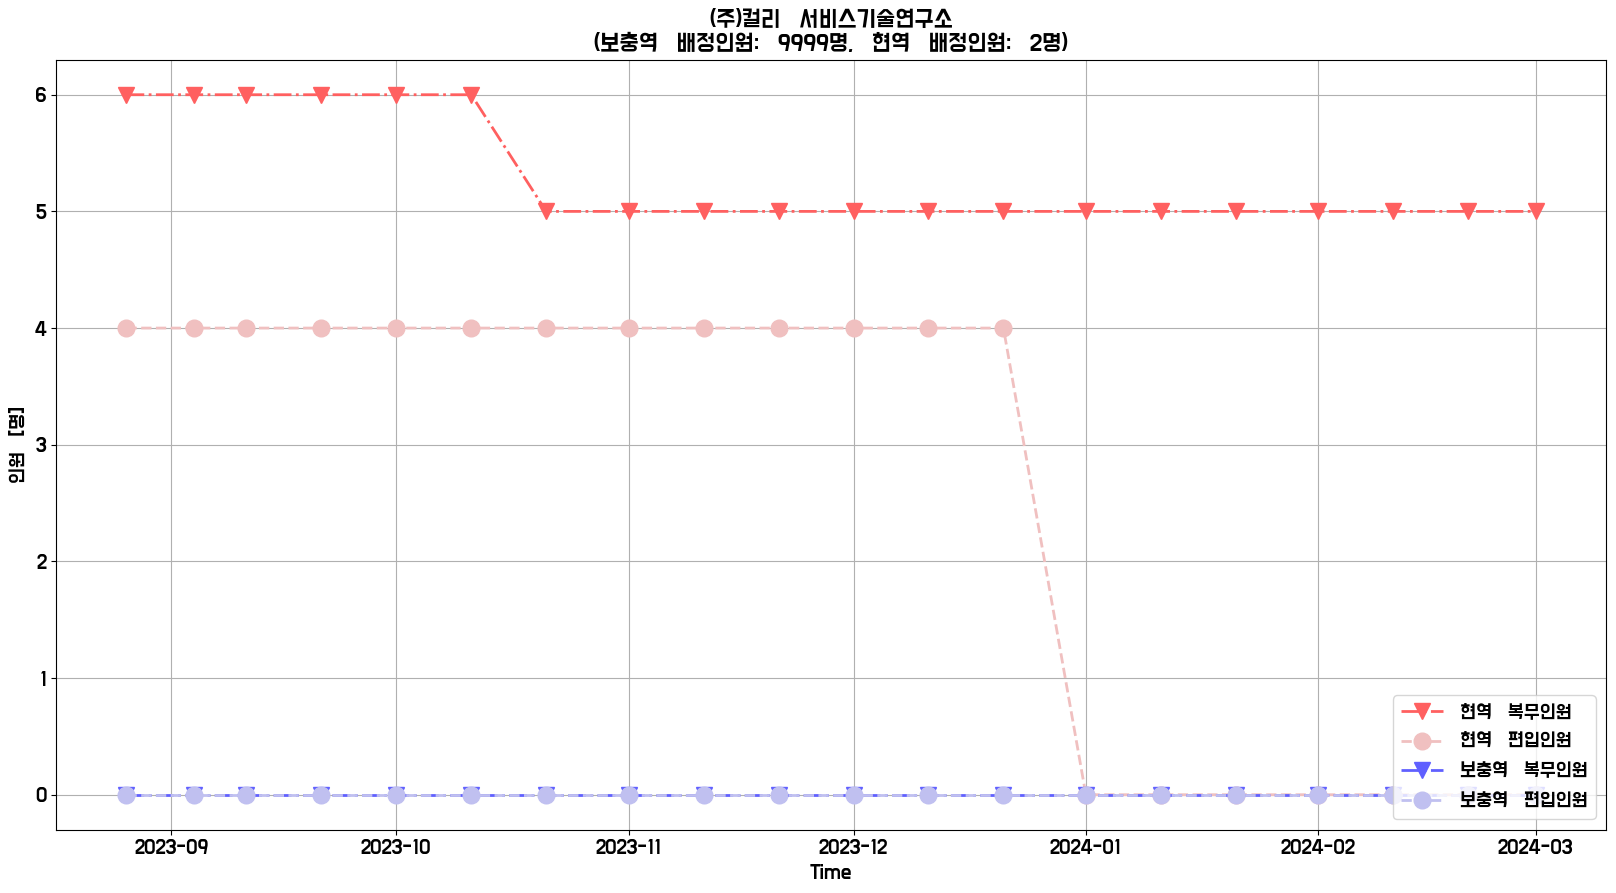 (주)컬리 서비스기술연구소
(보충역 배정인원: 9999명, 현역 배정인원: 2명)
인원 [명]
6
5
4
3
2
1
0
현역 복무인원
현역 편입인원
보충역 복무인원
보충역 편입인원
2023-09 2023-10 2023-11 2023-12 2024-01 2024-02 2024-03
Time